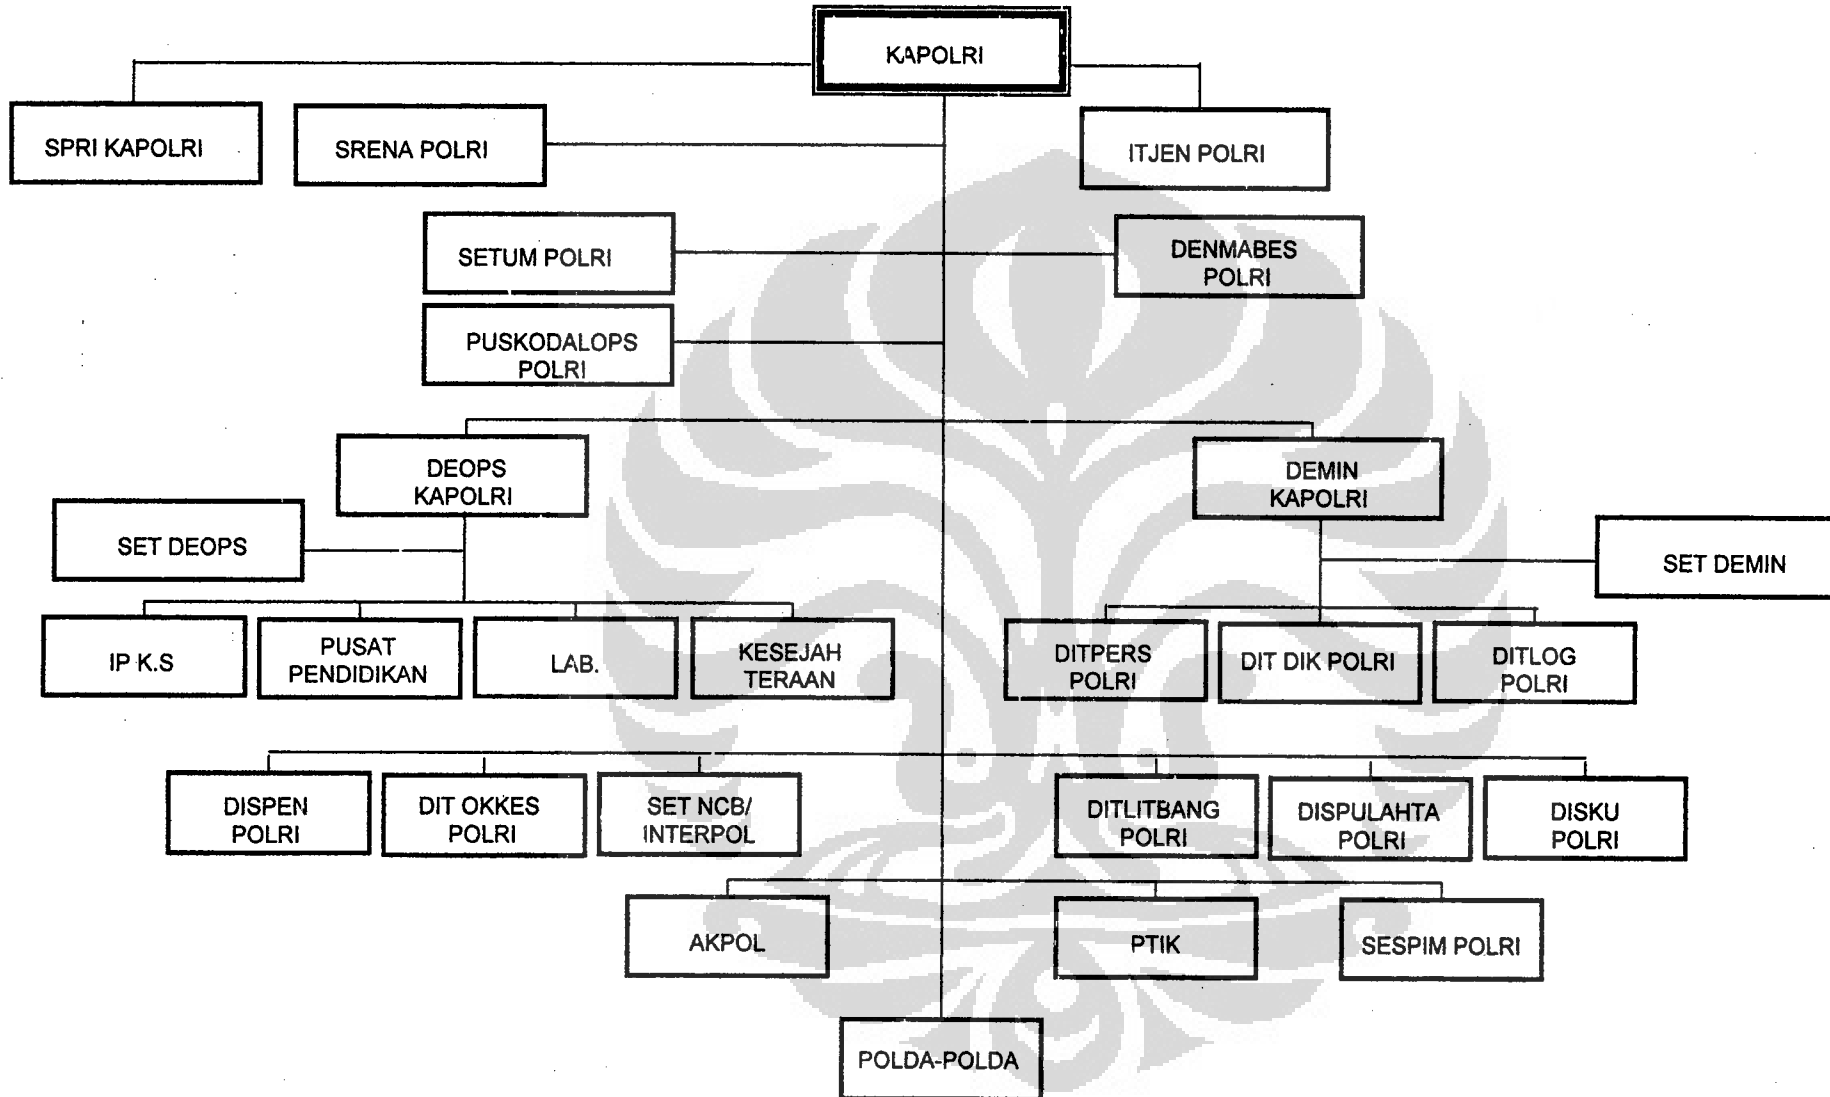 KAPOLRI
SPRI KAPOLRI
SRENA POLRI
ITJEN POLRI
SETUM POLRI
DENMABES
POLRI
PUSKODALOPS
POLRI
DEOPS
KAPOLRI
DEMIN
KAPOLRI
SET DEOPS
SET DEMIN
IP K.S
PUSAT
PENDIDIKAN
LAB.
KESEJAH
TERAAN
DITPERS
POLRI
DIT DIK POLRI
DITLOG
POLRI
DISPEN
POLRI
DIT OKKES
POLRI
SET NCB/
INTERPOL
DITLITBANG
POLRI
DISPULAHTA
POLRI
DISKU
POLRI
AKPOL
PTIK
SESPIM POLRI
POLDA-POLDA